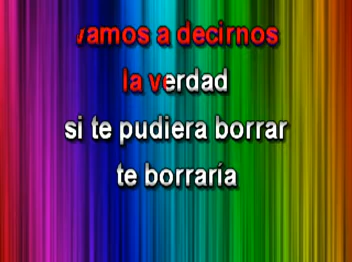 vamos a decirnos
la verdad
si te pudiera borrar
te borraría